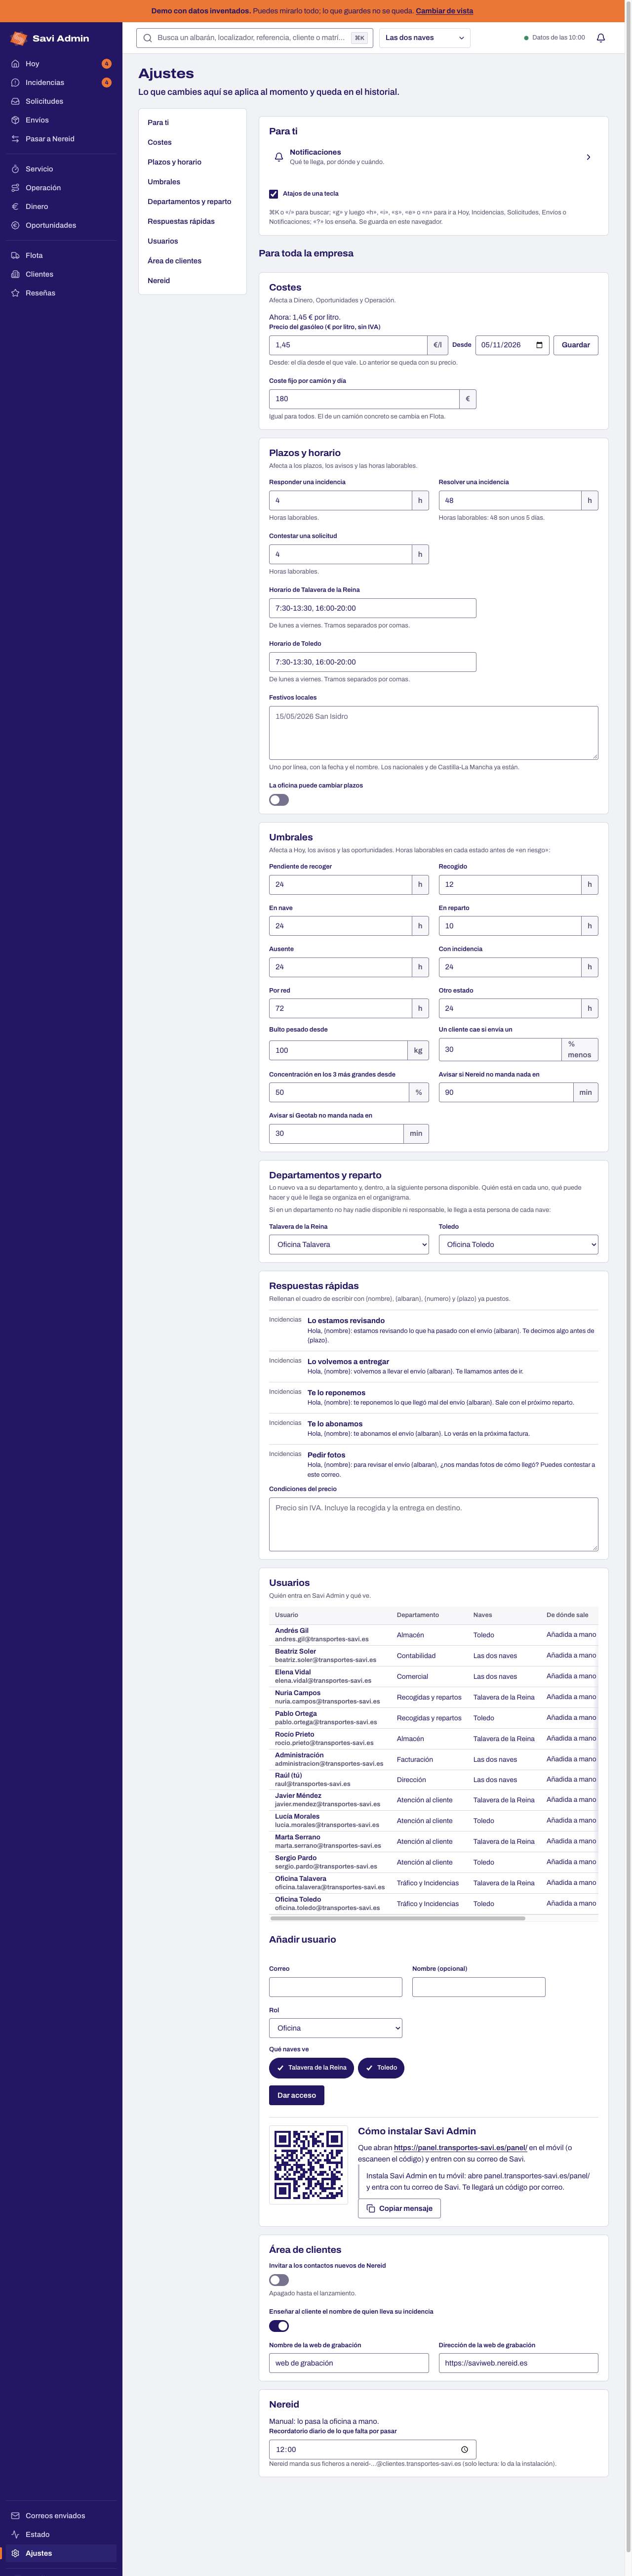 Demo con datos inventados. Puedes mirarlo todo; lo que guardes no se queda. Cambiar de vista
Savi Admin
Busca un albarán, localizador, referencia, cliente o matrí...
⌘K
Las dos naves
Datos de las 10:00
Hoy
4
Incidencias
4
Solicitudes
Envíos
Pasar a Nereid
Servicio
Operación
Dinero
Oportunidades
Flota
Clientes
Reseñas
Correos enviados
Estado
Ajustes
Ajustes
Lo que cambies aquí se aplica al momento y queda en el historial.
Para ti
Costes
Plazos y horario
Umbrales
Departamentos y reparto
Respuestas rápidas
Usuarios
Área de clientes
Nereid
Para ti
Notificaciones
Qué te llega, por dónde y cuándo.
Atajos de una tecla
⌘K o «/» para buscar; «g» y luego «h», «i», «s», «e» o «n» para ir a Hoy, Incidencias, Solicitudes, Envíos o
Notificaciones; «?» los enseña. Se guarda en este navegador.
Para toda la empresa
Costes
Afecta a Dinero, Oportunidades y Operación.
Ahora: 1,45 € por litro.
Precio del gasóleo (€ por litro, sin IVA)
1,45
€/l
Desde
05/11/2026
Guardar
Desde: el día desde el que vale. Lo anterior se queda con su precio.
Coste fijo por camión y día
180
€
Igual para todos. El de un camión concreto se cambia en Flota.
Plazos y horario
Afecta a los plazos, los avisos y las horas laborables.
Responder una incidencia
4
h
Horas laborables.
Resolver una incidencia
48
h
Horas laborables: 48 son unos 5 días.
Contestar una solicitud
4
h
Horas laborables.
Horario de Talavera de la Reina
7:30-13:30, 16:00-20:00
De lunes a viernes. Tramos separados por comas.
Horario de Toledo
7:30-13:30, 16:00-20:00
De lunes a viernes. Tramos separados por comas.
Festivos locales
15/05/2026 San Isidro
Uno por línea, con la fecha y el nombre. Los nacionales y de Castilla-La Mancha ya están.
La oficina puede cambiar plazos
Umbrales
Afecta a Hoy, los avisos y las oportunidades. Horas laborables en cada estado antes de «en riesgo»:
Pendiente de recoger
24
h
Recogido
12
h
En nave
24
h
En reparto
10
h
Ausente
24
h
Con incidencia
24
h
Por red
72
h
Otro estado
24
h
Bulto pesado desde
100
kg
Un cliente cae si envía un
30
% menos
Concentración en los 3 más grandes desde
50
%
Avisar si Nereid no manda nada en
90
min
Avisar si Geotab no manda nada en
30
min
Departamentos y reparto
Lo nuevo va a su departamento y, dentro, a la siguiente persona disponible. Quién está en cada uno, qué puede
hacer y qué le llega se organiza en el organigrama.
Si en un departamento no hay nadie disponible ni responsable, le llega a esta persona de cada nave:
Talavera de la Reina
Oficina Talavera
Toledo
Oficina Toledo
Respuestas rápidas
Rellenan el cuadro de escribir con {nombre}, {albaran}, {numero} y {plazo} ya puestos.
Incidencias
Lo estamos revisando
Hola, {nombre}: estamos revisando lo que ha pasado con el envío {albaran}. Te decimos algo antes de
{plazo}.
Incidencias
Lo volvemos a entregar
Hola, {nombre}: volvemos a llevar el envío {albaran}. Te llamamos antes de ir.
Incidencias
Te lo reponemos
Hola, {nombre}: te reponemos lo que llegó mal del envío {albaran}. Sale con el próximo reparto.
Incidencias
Te lo abonamos
Hola, {nombre}: te abonamos el envío {albaran}. Lo verás en la próxima factura.
Incidencias
Pedir fotos
Hola, {nombre}: para revisar el envío {albaran}, ¿nos mandas fotos de cómo llegó? Puedes contestar a
este correo.
Condiciones del precio
Precio sin IVA. Incluye la recogida y la entrega en destino.
Usuarios
Quién entra en Savi Admin y qué ve.
Usuario Departamento Naves De dónde sale
Andrés Gil
andres.gil@transportes-savi.es
Almacén Toledo Añadida a mano
Beatriz Soler
beatriz.soler@transportes-savi.es
Contabilidad Las dos naves Añadida a mano
Elena Vidal
elena.vidal@transportes-savi.es
Comercial Las dos naves Añadida a mano
Nuria Campos
nuria.campos@transportes-savi.es
Recogidas y repartos Talavera de la Reina Añadida a mano
Pablo Ortega
pablo.ortega@transportes-savi.es
Recogidas y repartos Toledo Añadida a mano
Rocío Prieto
rocio.prieto@transportes-savi.es
Almacén Talavera de la Reina Añadida a mano
Administración
administracion@transportes-savi.es
Facturación Las dos naves Añadida a mano
Raúl (tú)
raul@transportes-savi.es
Dirección Las dos naves Añadida a mano
Javier Méndez
javier.mendez@transportes-savi.es
Atención al cliente Talavera de la Reina Añadida a mano
Lucía Morales
lucia.morales@transportes-savi.es
Atención al cliente Toledo Añadida a mano
Marta Serrano
marta.serrano@transportes-savi.es
Atención al cliente Talavera de la Reina Añadida a mano
Sergio Pardo
sergio.pardo@transportes-savi.es
Atención al cliente Toledo Añadida a mano
Oficina Talavera
oficina.talavera@transportes-savi.es
Tráfico y Incidencias Talavera de la Reina Añadida a mano
Oficina Toledo
oficina.toledo@transportes-savi.es
Tráfico y Incidencias Toledo Añadida a mano
Añadir usuario
Correo
Nombre (opcional)
Rol
Oficina
Qué naves ve
Talavera de la Reina
Toledo
Dar acceso
Cómo instalar Savi Admin
Que abran https://panel.transportes-savi.es/panel/ en el móvil (o
escaneen el código) y entren con su correo de Savi.
Instala Savi Admin en tu móvil: abre panel.transportes-savi.es/panel/
y entra con tu correo de Savi. Te llegará un código por correo.
Copiar mensaje
Área de clientes
Invitar a los contactos nuevos de Nereid
Apagado hasta el lanzamiento.
Enseñar al cliente el nombre de quien lleva su incidencia
Nombre de la web de grabación
web de grabación
Dirección de la web de grabación
https://saviweb.nereid.es
Nereid
Manual: lo pasa la oficina a mano.
Recordatorio diario de lo que falta por pasar
12:00
Nereid manda sus ficheros a nereid-...@clientes.transportes-savi.es (solo lectura: lo da la instalación).